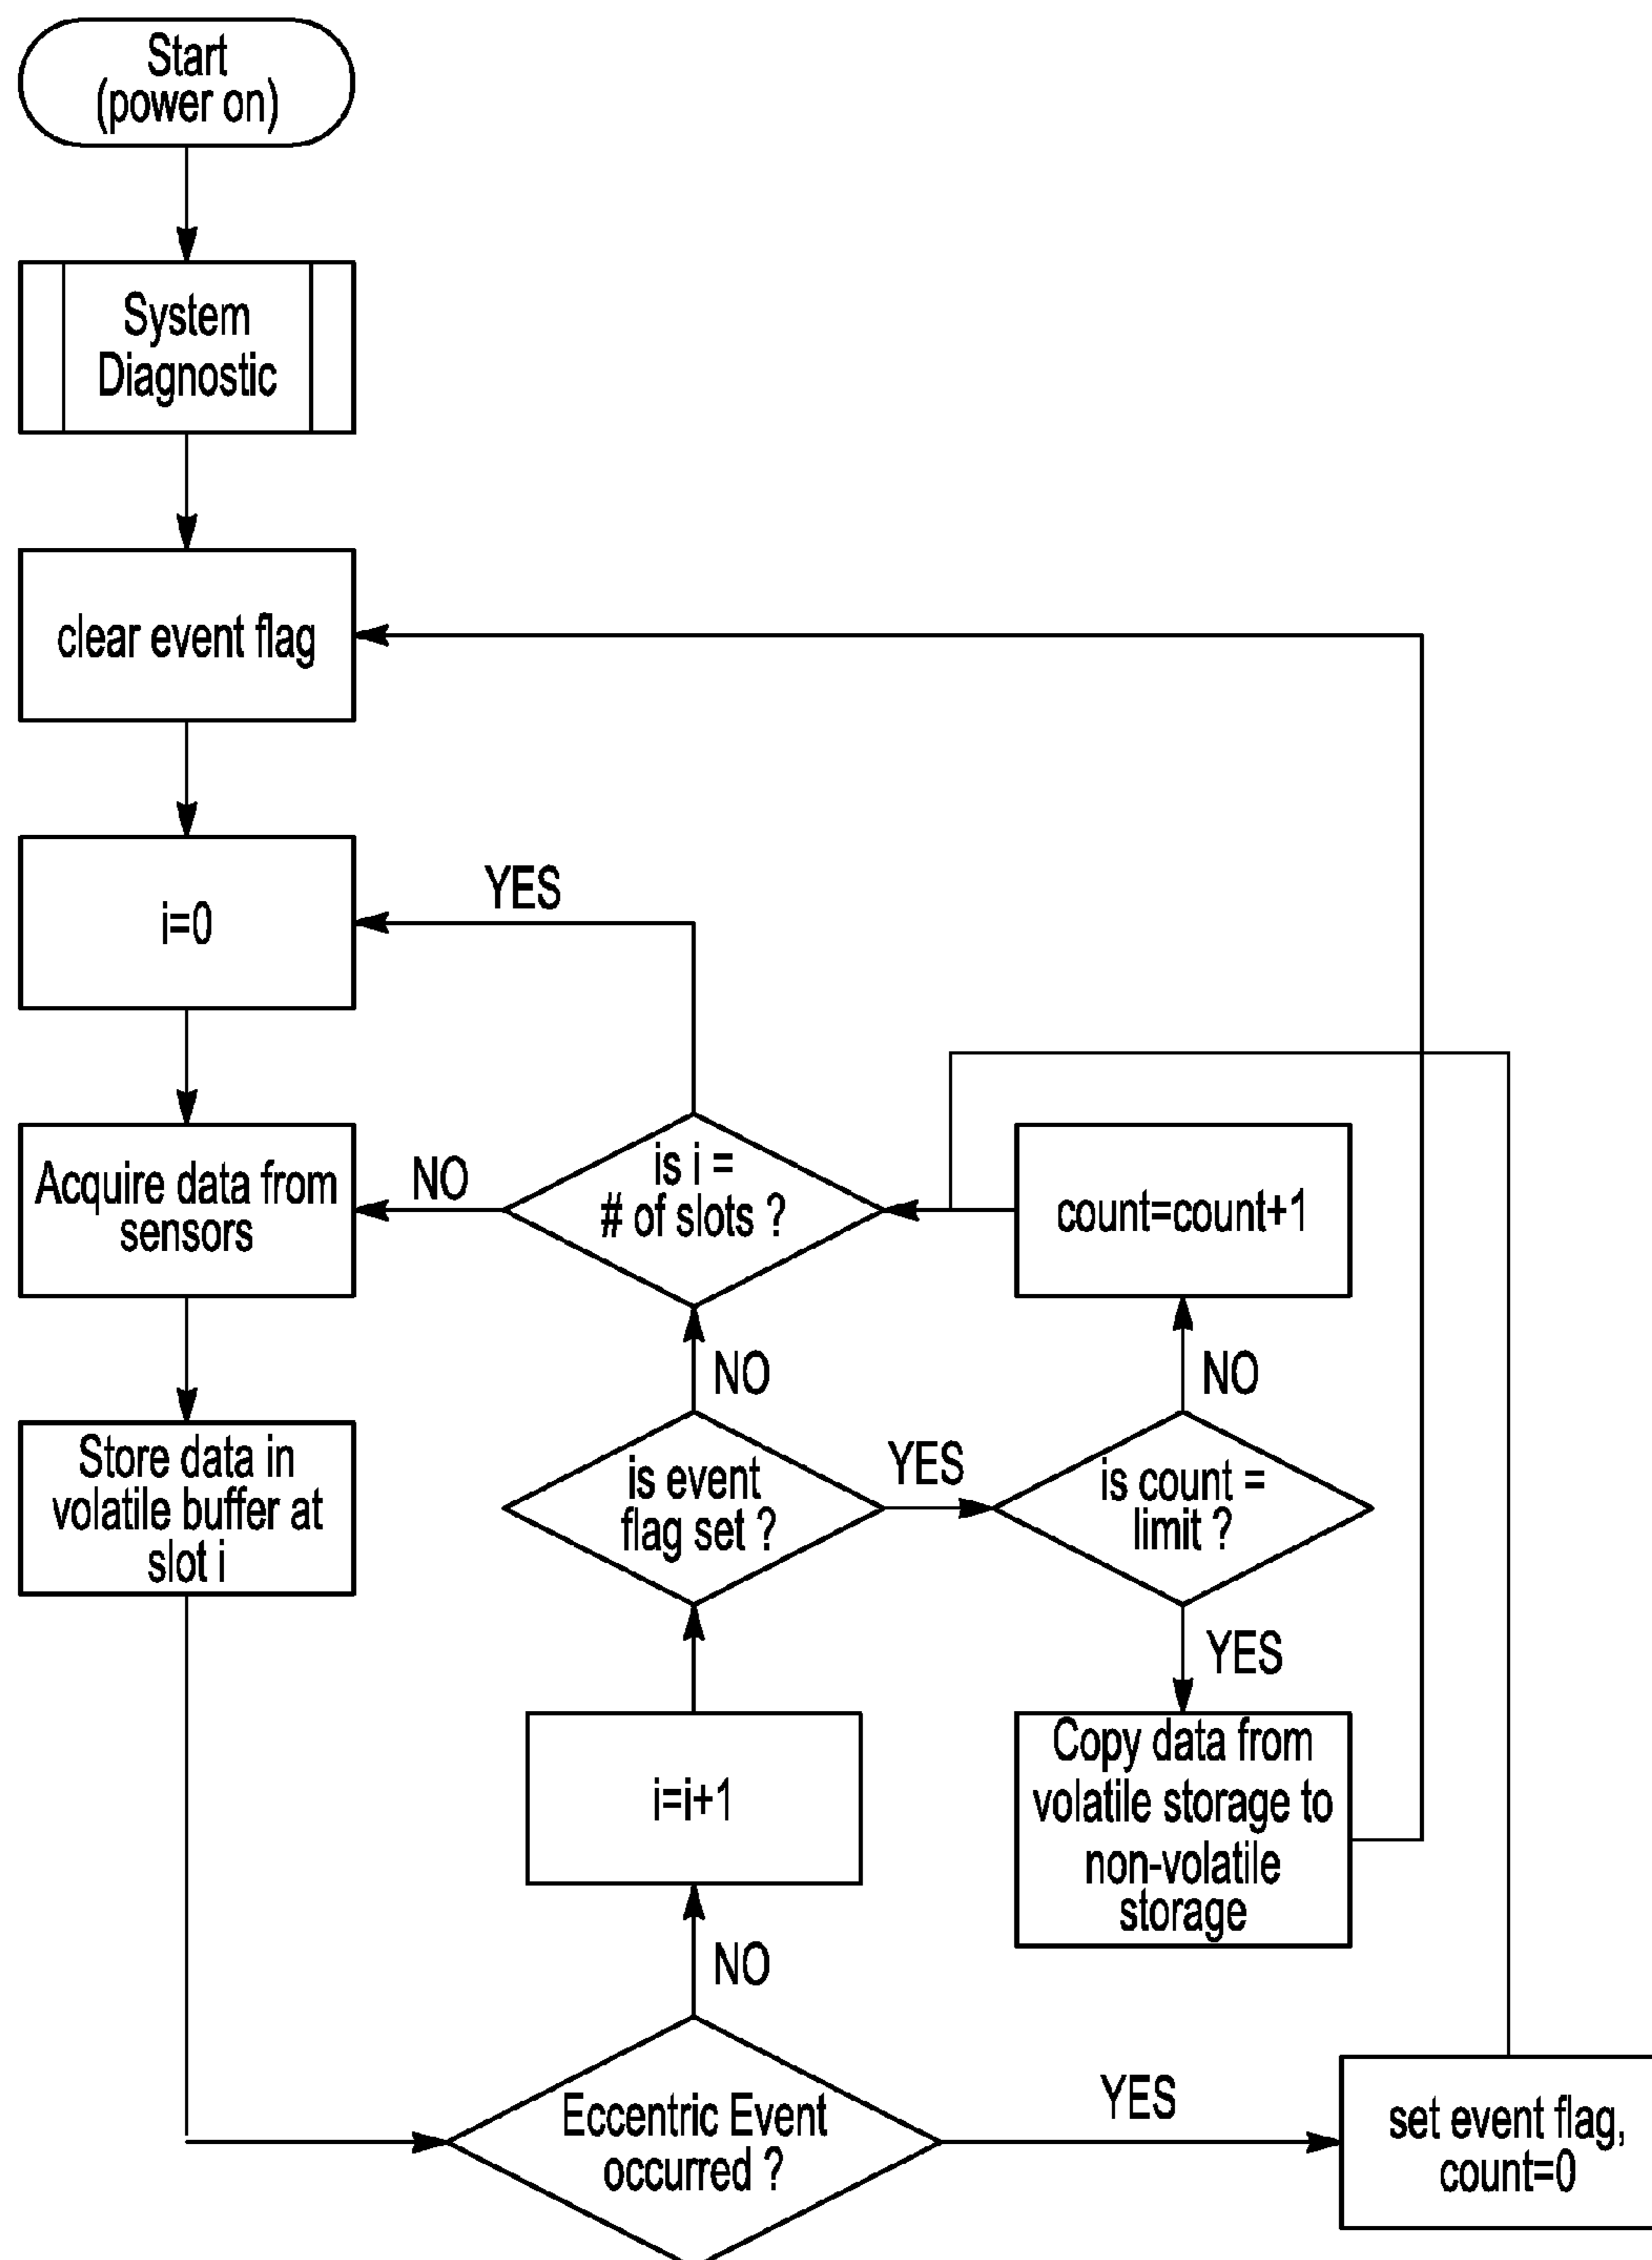 Start
(power on)
System
Diagnostic
clear event flag
i=0
YES
Acquire data from
sensors
NO
is i =
# of slots ?
count=count+1
NO
NO
Store data in
volatile buffer at
slot i
is event
flag set ?
YES
is count =
limit ?
YES
i=i+1
Copy data from
volatile storage to
non-volatile
storage
NO
Eccentric Event
occurred ?
YES
set event flag,
count=0